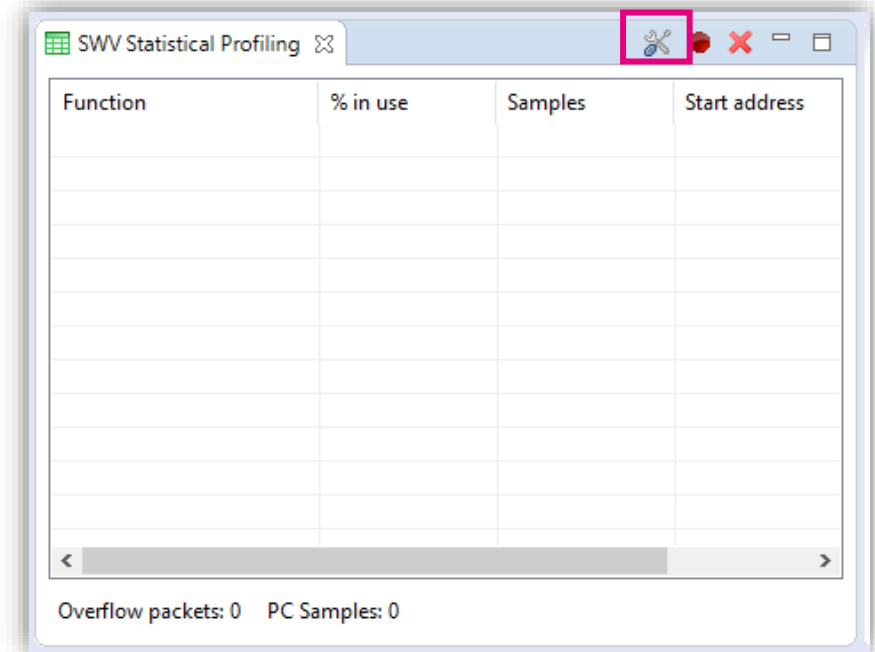 SWV Statistical Profiling
Function % in use Samples Start address
Overflow packets: 0 PC Samples: 0